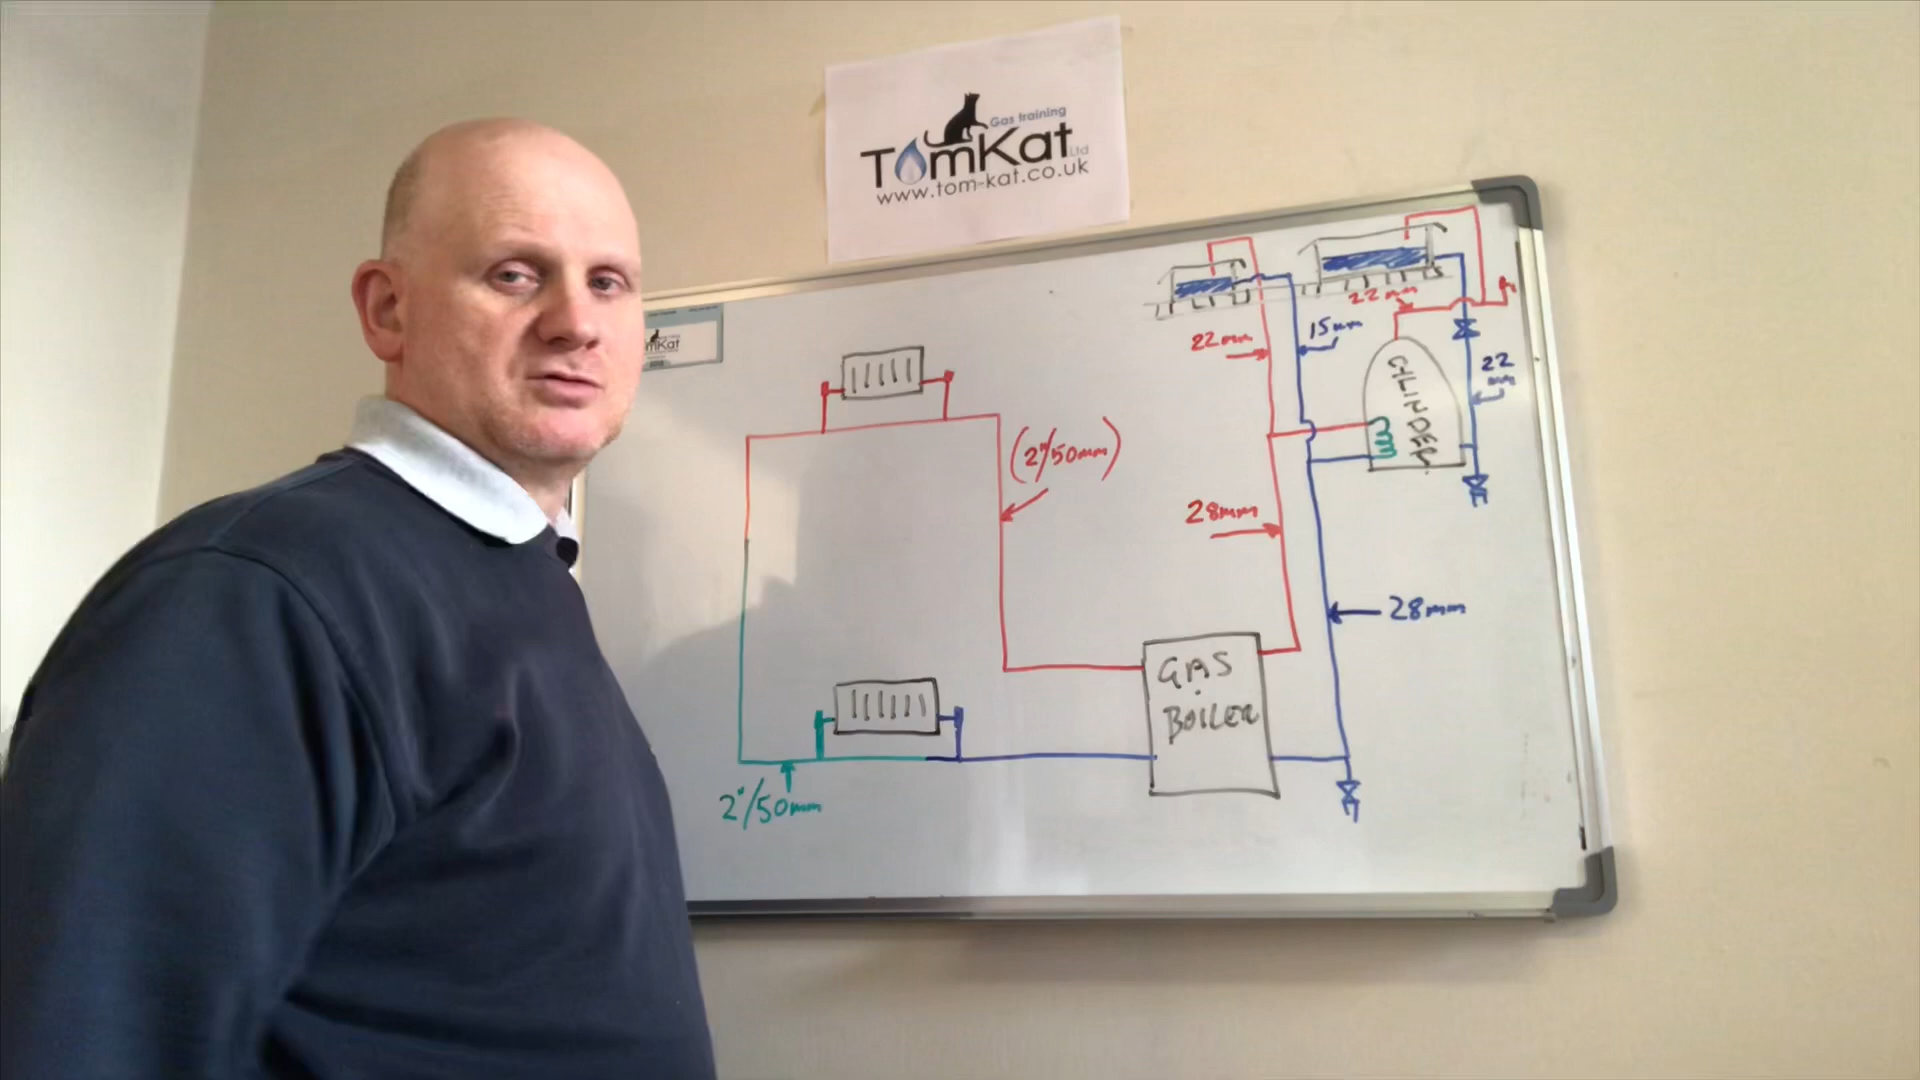 Gas training
TomKat Ltd
www.tom-kat.co.uk
mKat
22mm
22mm
15mm
22
mm
CYLINDER
(2"/50mm)
28mm
28mm
GAS
BOILER
2"/50mm